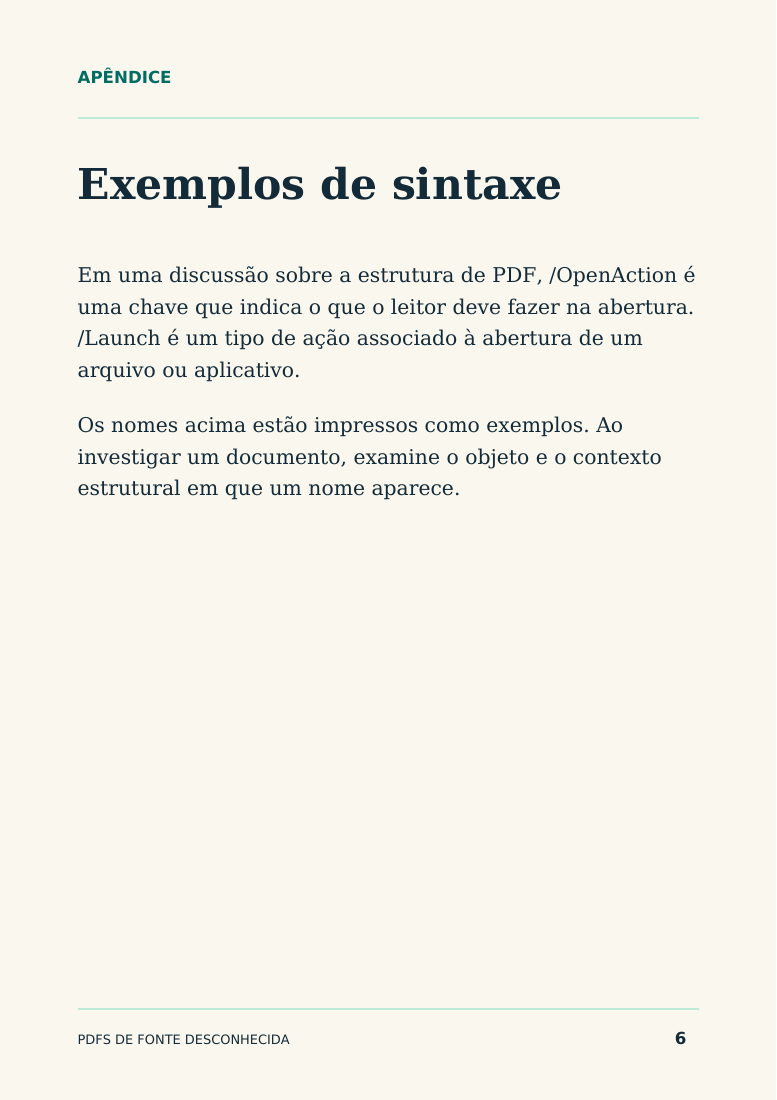 APÊNDICE
Exemplos de sintaxe
Em uma discussão sobre a estrutura de PDF, /OpenAction é
uma chave que indica o que o leitor deve fazer na abertura.
/Launch é um tipo de ação associado à abertura de um
arquivo ou aplicativo.
Os nomes acima estão impressos como exemplos. Ao
investigar um documento, examine o objeto e o contexto
estrutural em que um nome aparece.
PDFS DE FONTE DESCONHECIDA
6